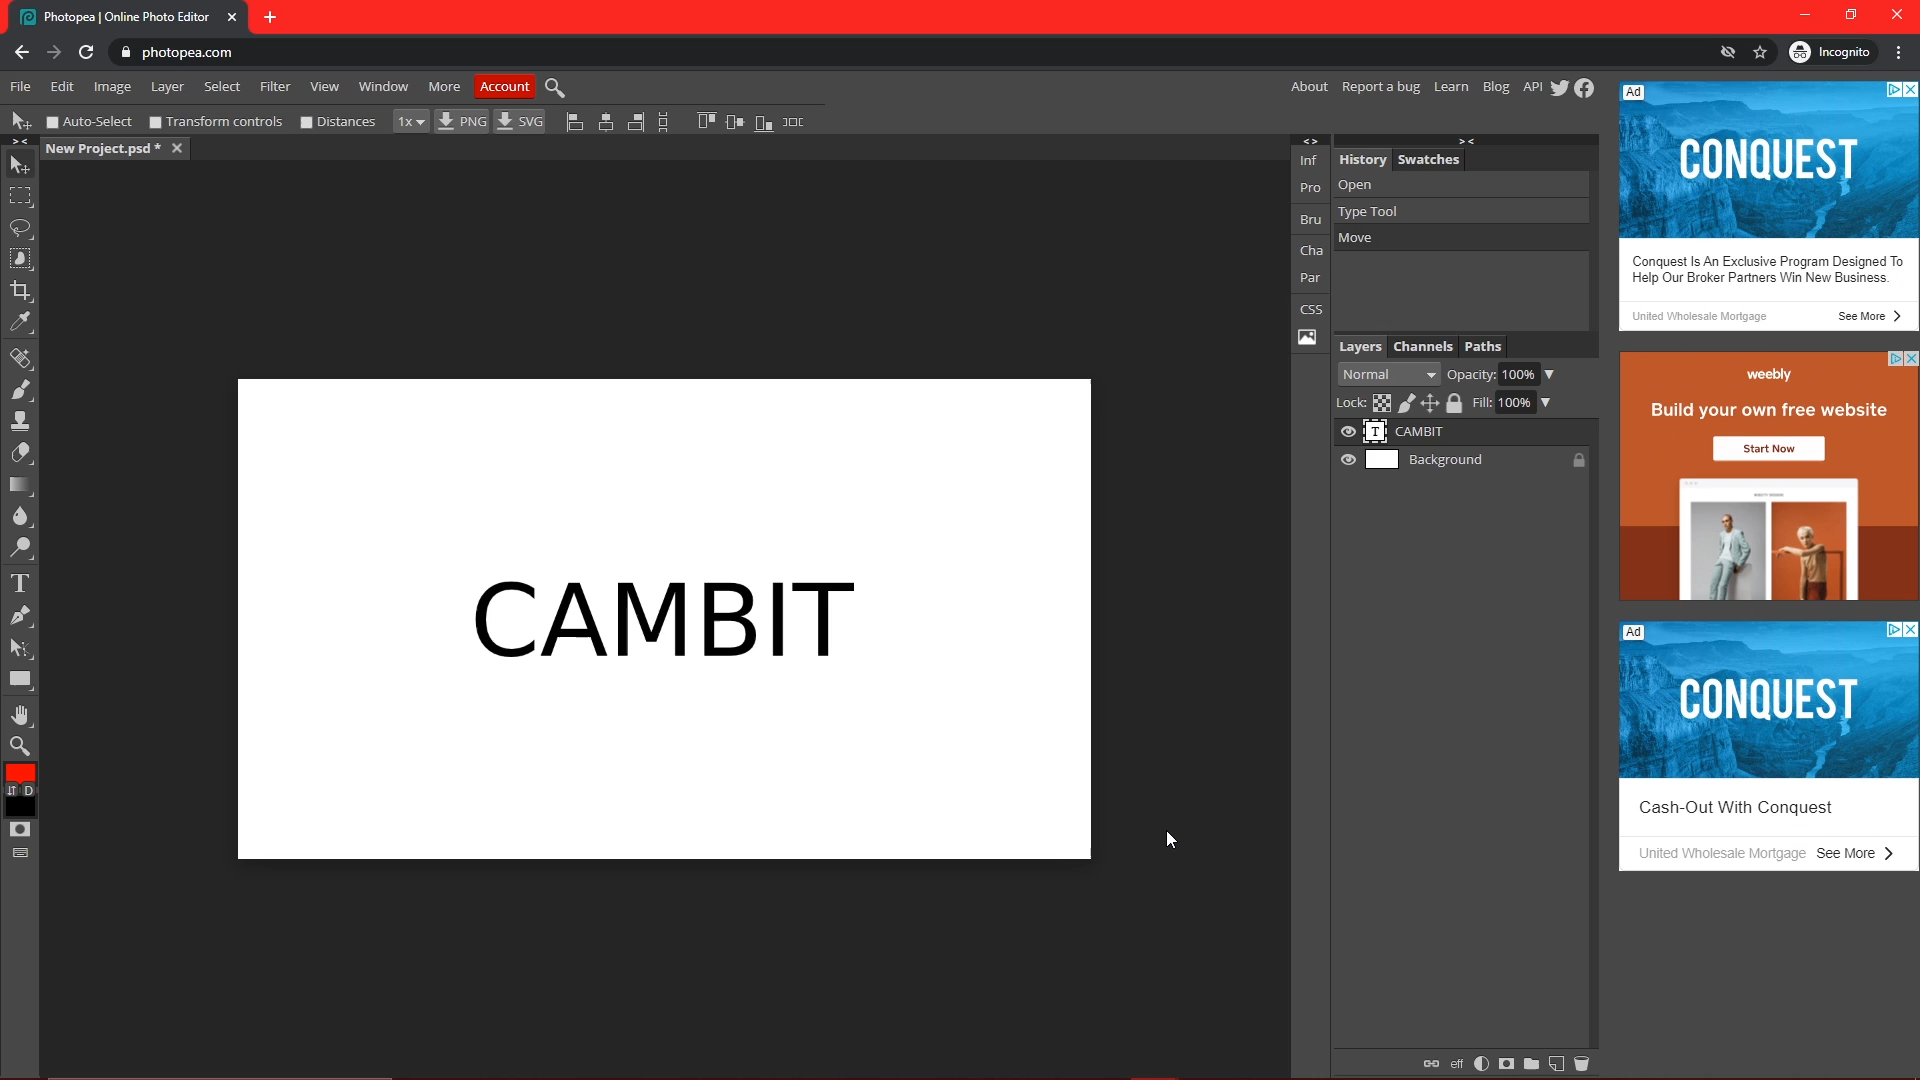 Photopea | Online Photo Editor
photopea.com
Incognito
File Edit Image Layer Select Filter View Window More Account
About Report a bug Learn Blog API
Auto-Select Transform controls Distances 1x PNG SVG
New Project.psd *
Inf
Pro
Bru
Cha
Par
CSS
History Swatches
Open
Type Tool
Move
Layers Channels Paths
Normal Opacity: 100%
Lock: Fill: 100%
T CAMBIT
Background
eff
T
D
CAMBIT
Ad
CONQUEST
Conquest Is An Exclusive Program Designed To
Help Our Broker Partners Win New Business.
United Wholesale Mortgage See More
weebly
Build your own free website
Start Now
Ad
CONQUEST
Cash-Out With Conquest
United Wholesale Mortgage See More